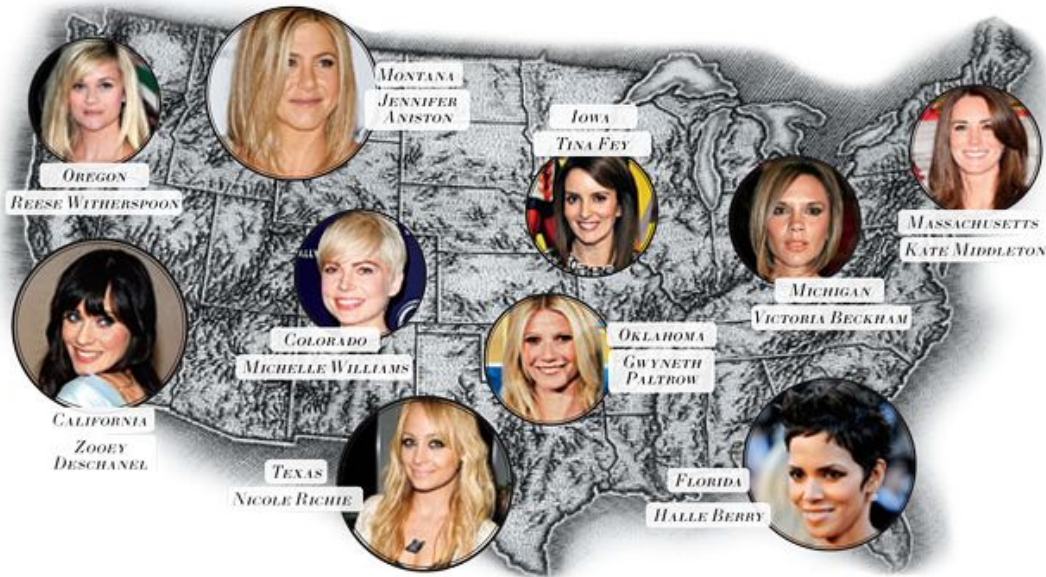 Montana
Jennifer
Aniston
Iowa
Tina Fey
Oregon
Reese Witherspoon
Massachusetts
Kate Middleton
Michigan
Victoria Beckham
Colorado
Michelle Williams
Oklahoma
Gwyneth
Paltrow
California
Zooey
Deschanel
Texas
Nicole Richie
Florida
Halle Berry